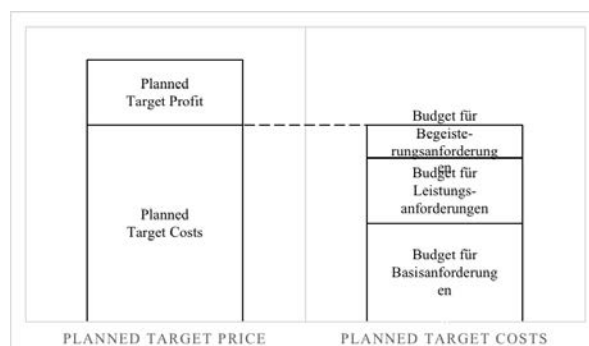 Planned
Target Profit
Planned
Target Costs
Budget für
Begeiste-
rungsanforderung
en
Budget für
Leistungs-
anforderungen
Budget für
Basisanforderung
en
PLANNED TARGET PRICE
PLANNED TARGET COSTS